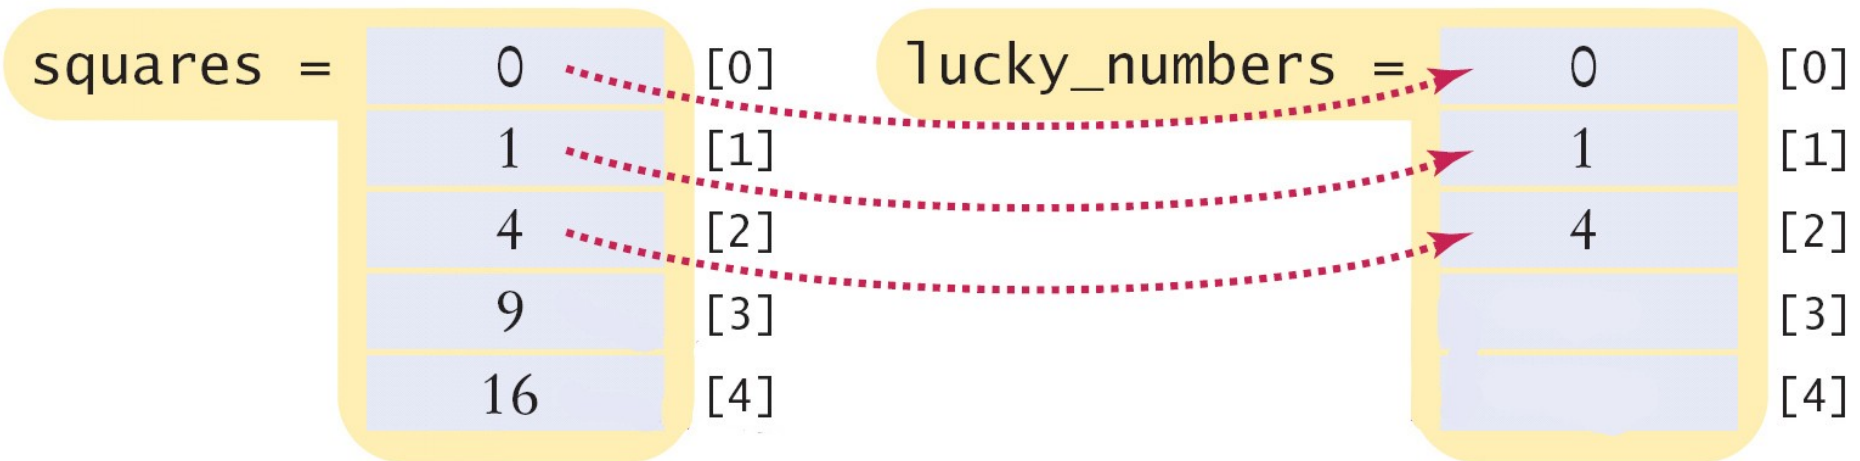 squares = 0 [0] lucky_numbers = 0 [0]
1 [1] 1 [1]
4 [2] 4 [2]
9 [3] [3]
16 [4] [4]